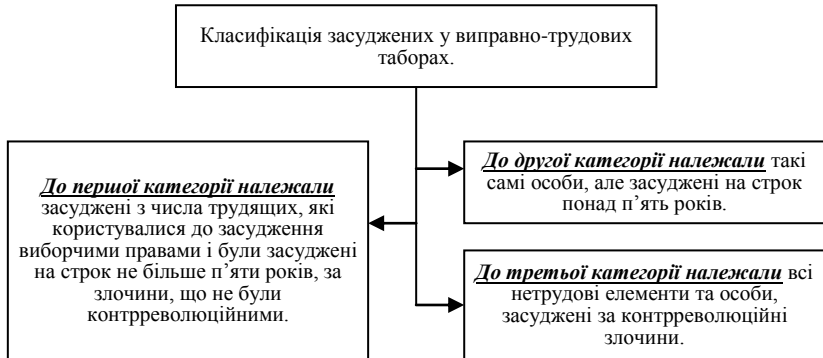 Класифікація засуджених у виправно-трудових
таборах.
До першої категорії належали
засуджені з числа трудящих, які
користувалися до засудження
виборчими правами і були засуджені
на строк не більше п’яти років, за
злочини, що не були
контрреволюційними.
До другої категорії належали такі
самі особи, але засуджені на строк
понад п’ять років.
До третьої категорії належали всі
нетрудові елементи та особи,
засуджені за контрреволюційні
злочини.